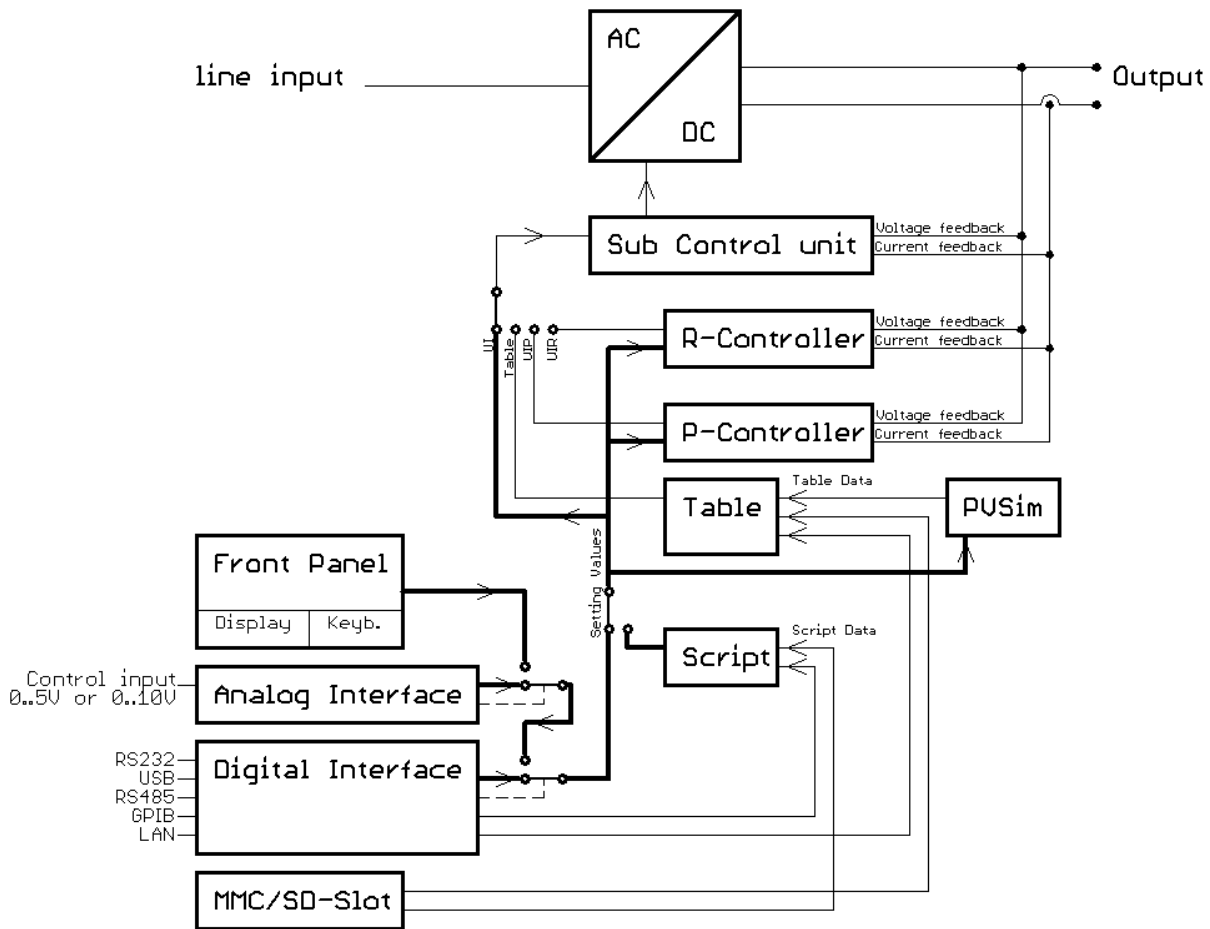 AC
line input
Output
DC
Sub Control unit
Voltage feedback
Current feedback
UI
Table
UIP
UIR
R-Controller
Voltage feedback
Current feedback
P-Controller
Voltage feedback
Current feedback
Table
Table Data
PVSim
Setting Values
Front Panel
Display
Keyb.
Script
Script Data
Control input
0..5V or 0..10V
Analog Interface
RS232
USB
RS485
GPIB
LAN
Digital Interface
MMC/SD-Slot